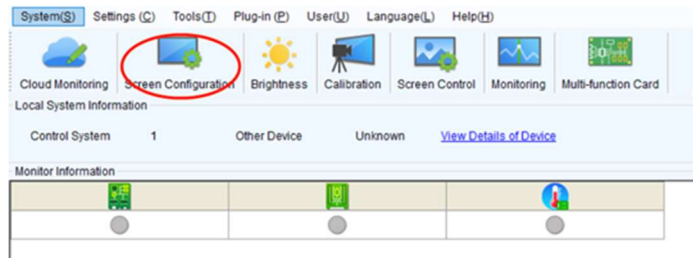 System(S) Settings (C) Tools(T) Plug-in (P) User(U) Language(L) Help(H)
Cloud Monitoring Screen Configuration Brightness Calibration Screen Control Monitoring Multi-function Card
Local System Information
Control System 1 Other Device Unknown View Details of Device
Monitor Information